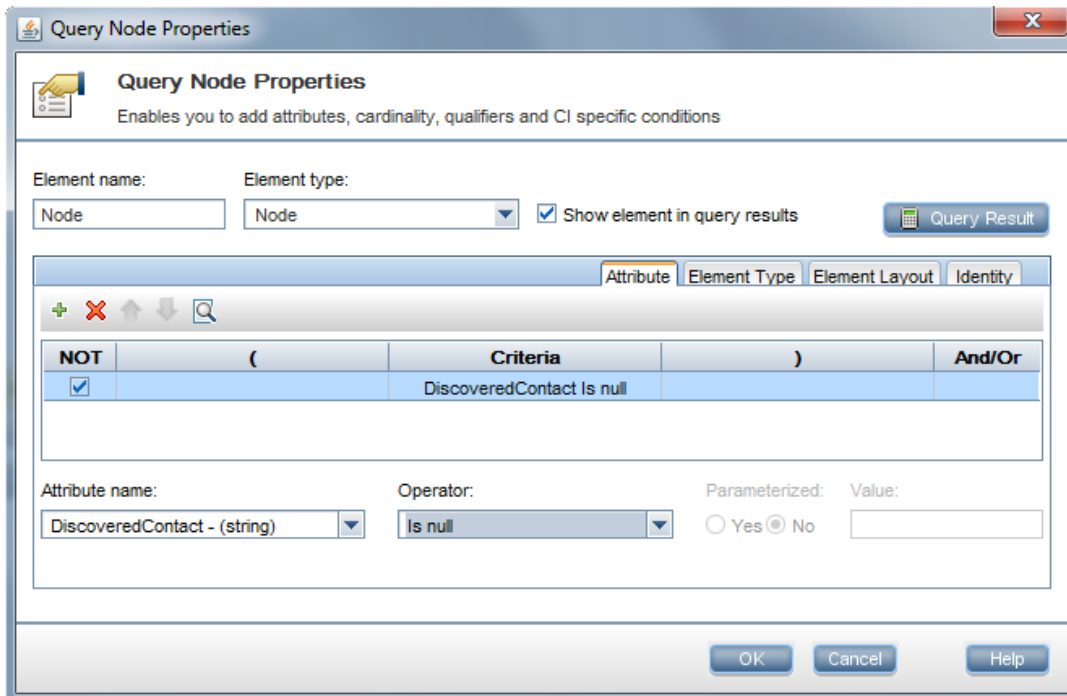 Query Node Properties
Query Node Properties
Enables you to add attributes, cardinality, qualifiers and CI specific conditions
Element name: Element type:
Node Node Show element in query results Query Result
Attribute Element Type Element Layout Identity
NOT ( Criteria ) And/Or
DiscoveredContact Is null
Attribute name: Operator: Parameterized: Value:
DiscoveredContact - (string) Is null Yes No
OK Cancel Help